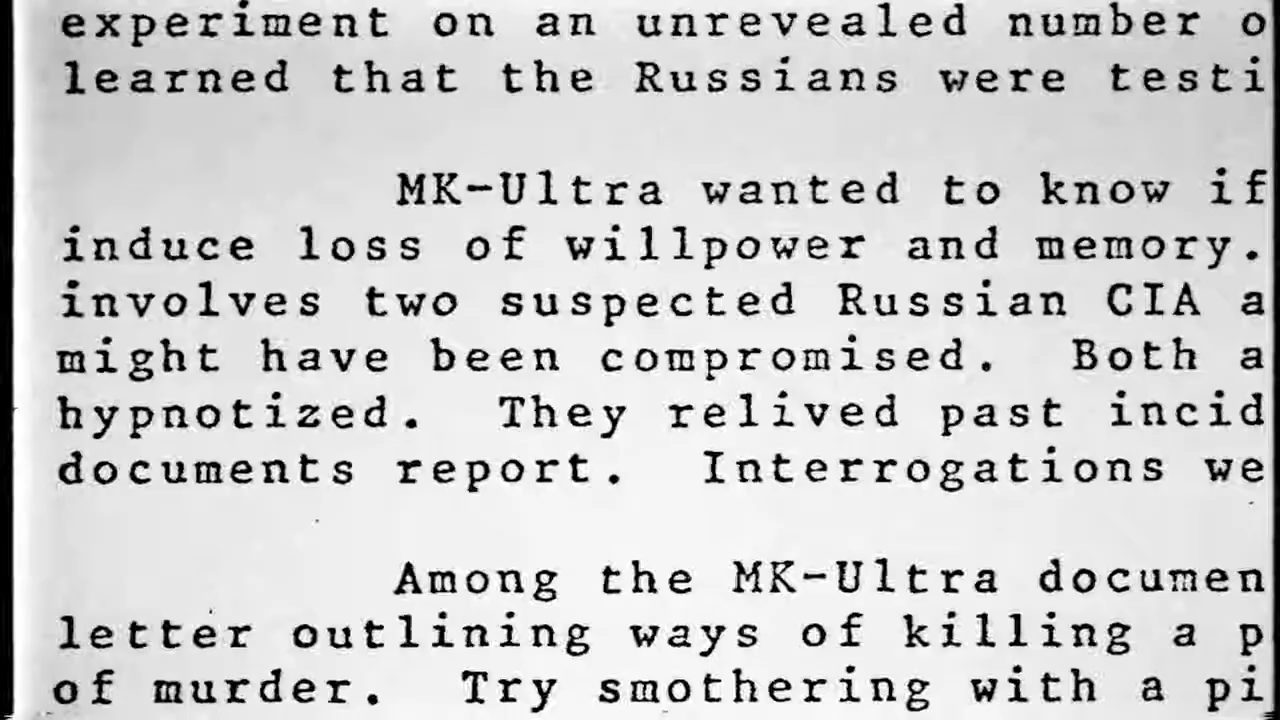 experiment on an unrevealed number o
learned that the Russians were testi
MK-Ultra wanted to know if
induce loss of willpower and memory.
involves two suspected Russian CIA a
might have been compromised. Both a
hypnotized. They relived past incid
documents report. Interrogations we
Among the MK-Ultra documen
letter outlining ways of killing a p
of murder. Try smothering with a pi